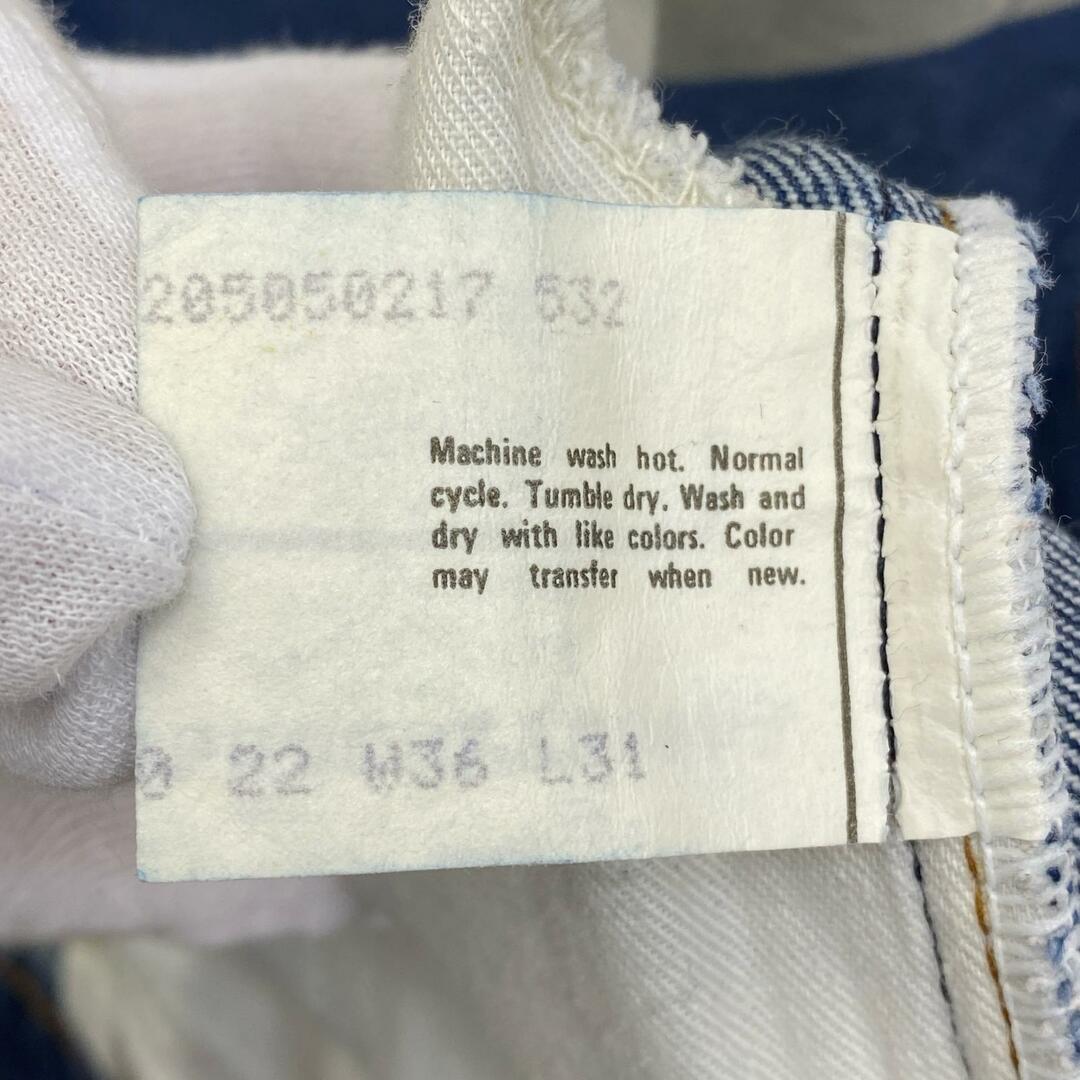 205050217 532
Machine wash hot. Normal
cycle. Tumble dry. Wash and
dry with like colors. Color
may transfer when new.
0 22 W36 L31